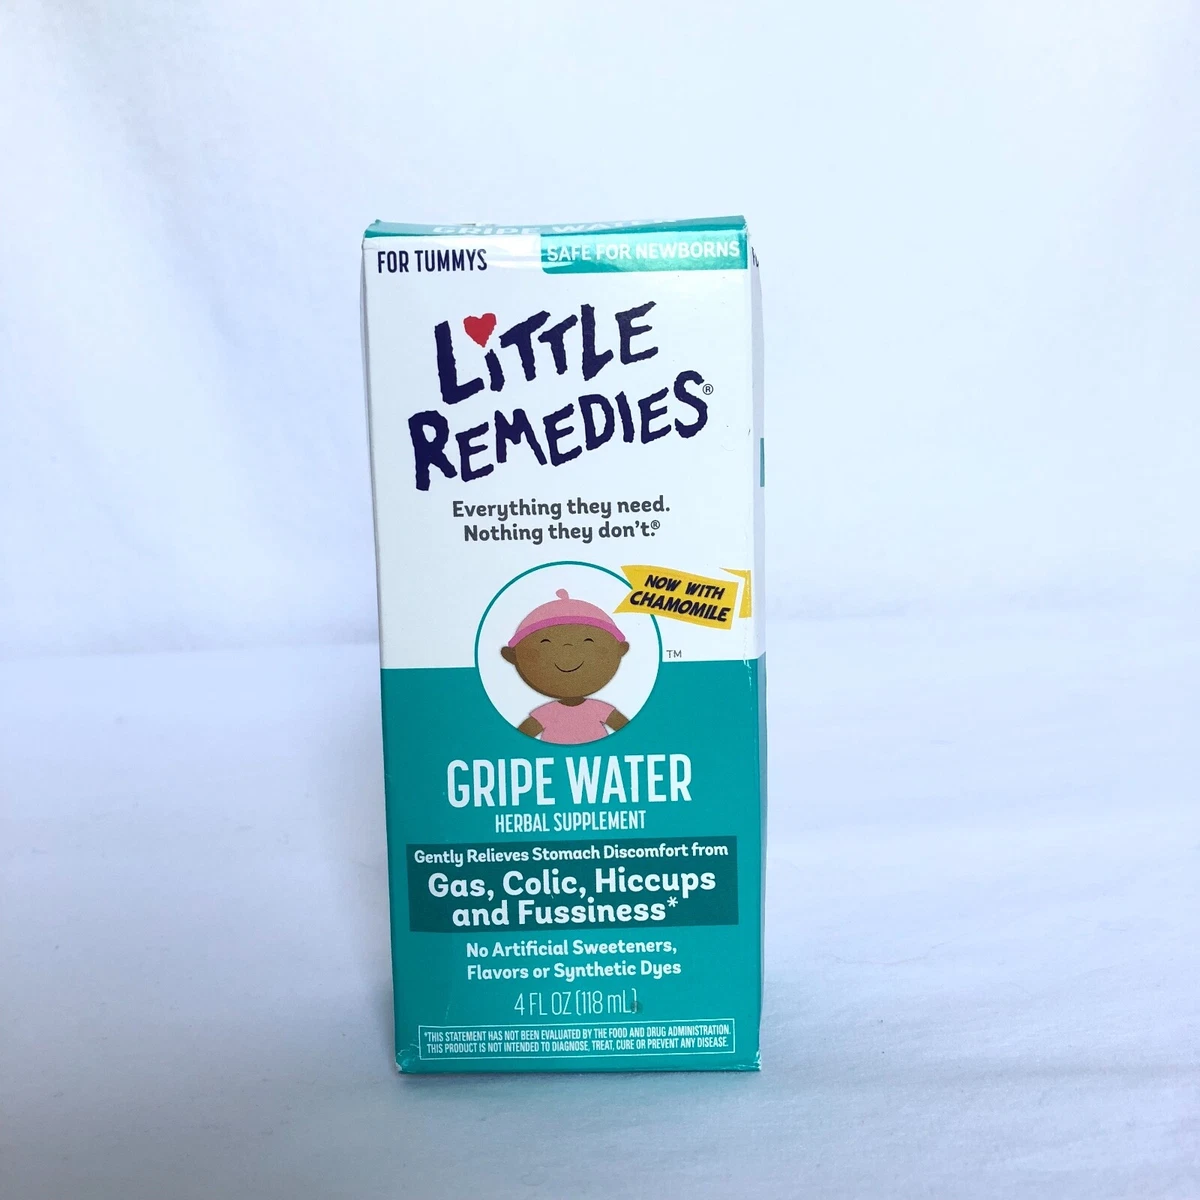 GRIPE WATER
FOR TUMMYS
SAFE FOR NEWBORNS
LiTTLE
REMEDIES®
Everything they need.
Nothing they don't.®
NOW WITH
CHAMOMILE
TM
GRIPE WATER
HERBAL SUPPLEMENT
Gently Relieves Stomach Discomfort from
Gas, Colic, Hiccups
and Fussiness*
No Artificial Sweeteners,
Flavors or Synthetic Dyes
4 FL OZ (118 mL)
*THIS STATEMENT HAS NOT BEEN EVALUATED BY THE FOOD AND DRUG ADMINISTRATION.
THIS PRODUCT IS NOT INTENDED TO DIAGNOSE, TREAT, CURE OR PREVENT ANY DISEASE.